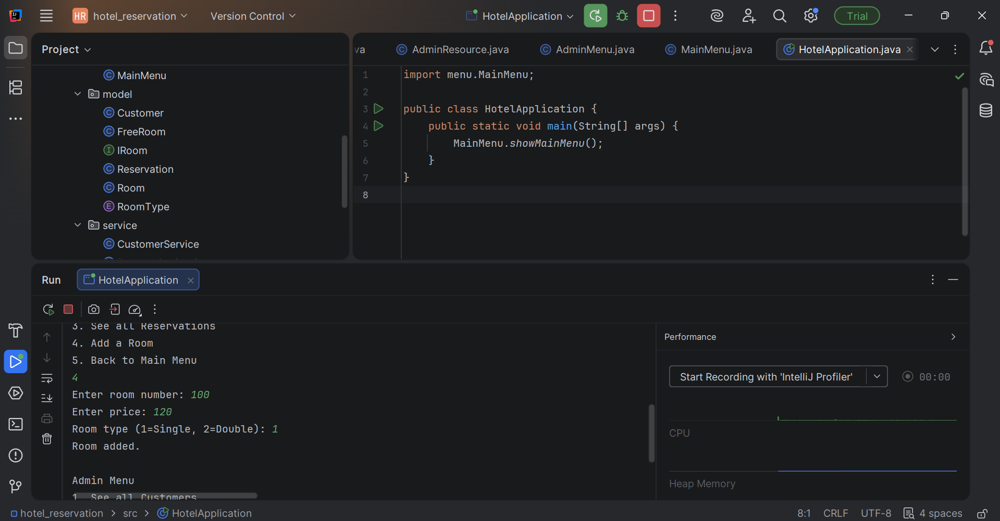 HR hotel_reservation Version Control HotelApplication Trial
Project
MainMenu
model
Customer
FreeRoom
IRoom
Reservation
Room
RoomType
service
CustomerService
va AdminResource.java AdminMenu.java MainMenu.java HotelApplication.java
1 import menu.MainMenu;
2
3 public class HotelApplication {
4 public static void main(String[] args) {
5 MainMenu.showMainMenu();
6 }
7 }
8
Run HotelApplication
3. See all Reservations
4. Add a Room
5. Back to Main Menu
4
Enter room number: 100
Enter price: 120
Room type (1=Single, 2=Double): 1
Room added.
Admin Menu
1. See all Customers
Performance
Start Recording with 'IntelliJ Profiler' 00:00
CPU
Heap Memory
hotel_reservation > src > HotelApplication 8:1 CRLF UTF-8 4 spaces